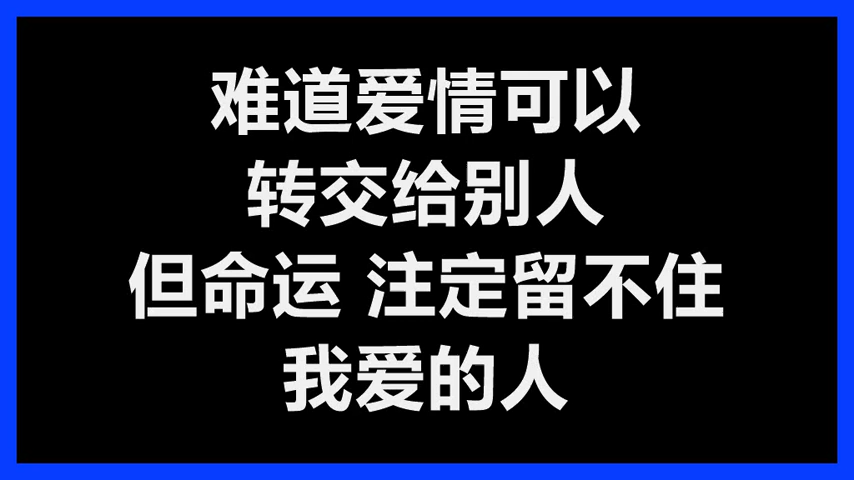 难道爱情可以
转交给别人
但命运 注定留不住
我爱的人